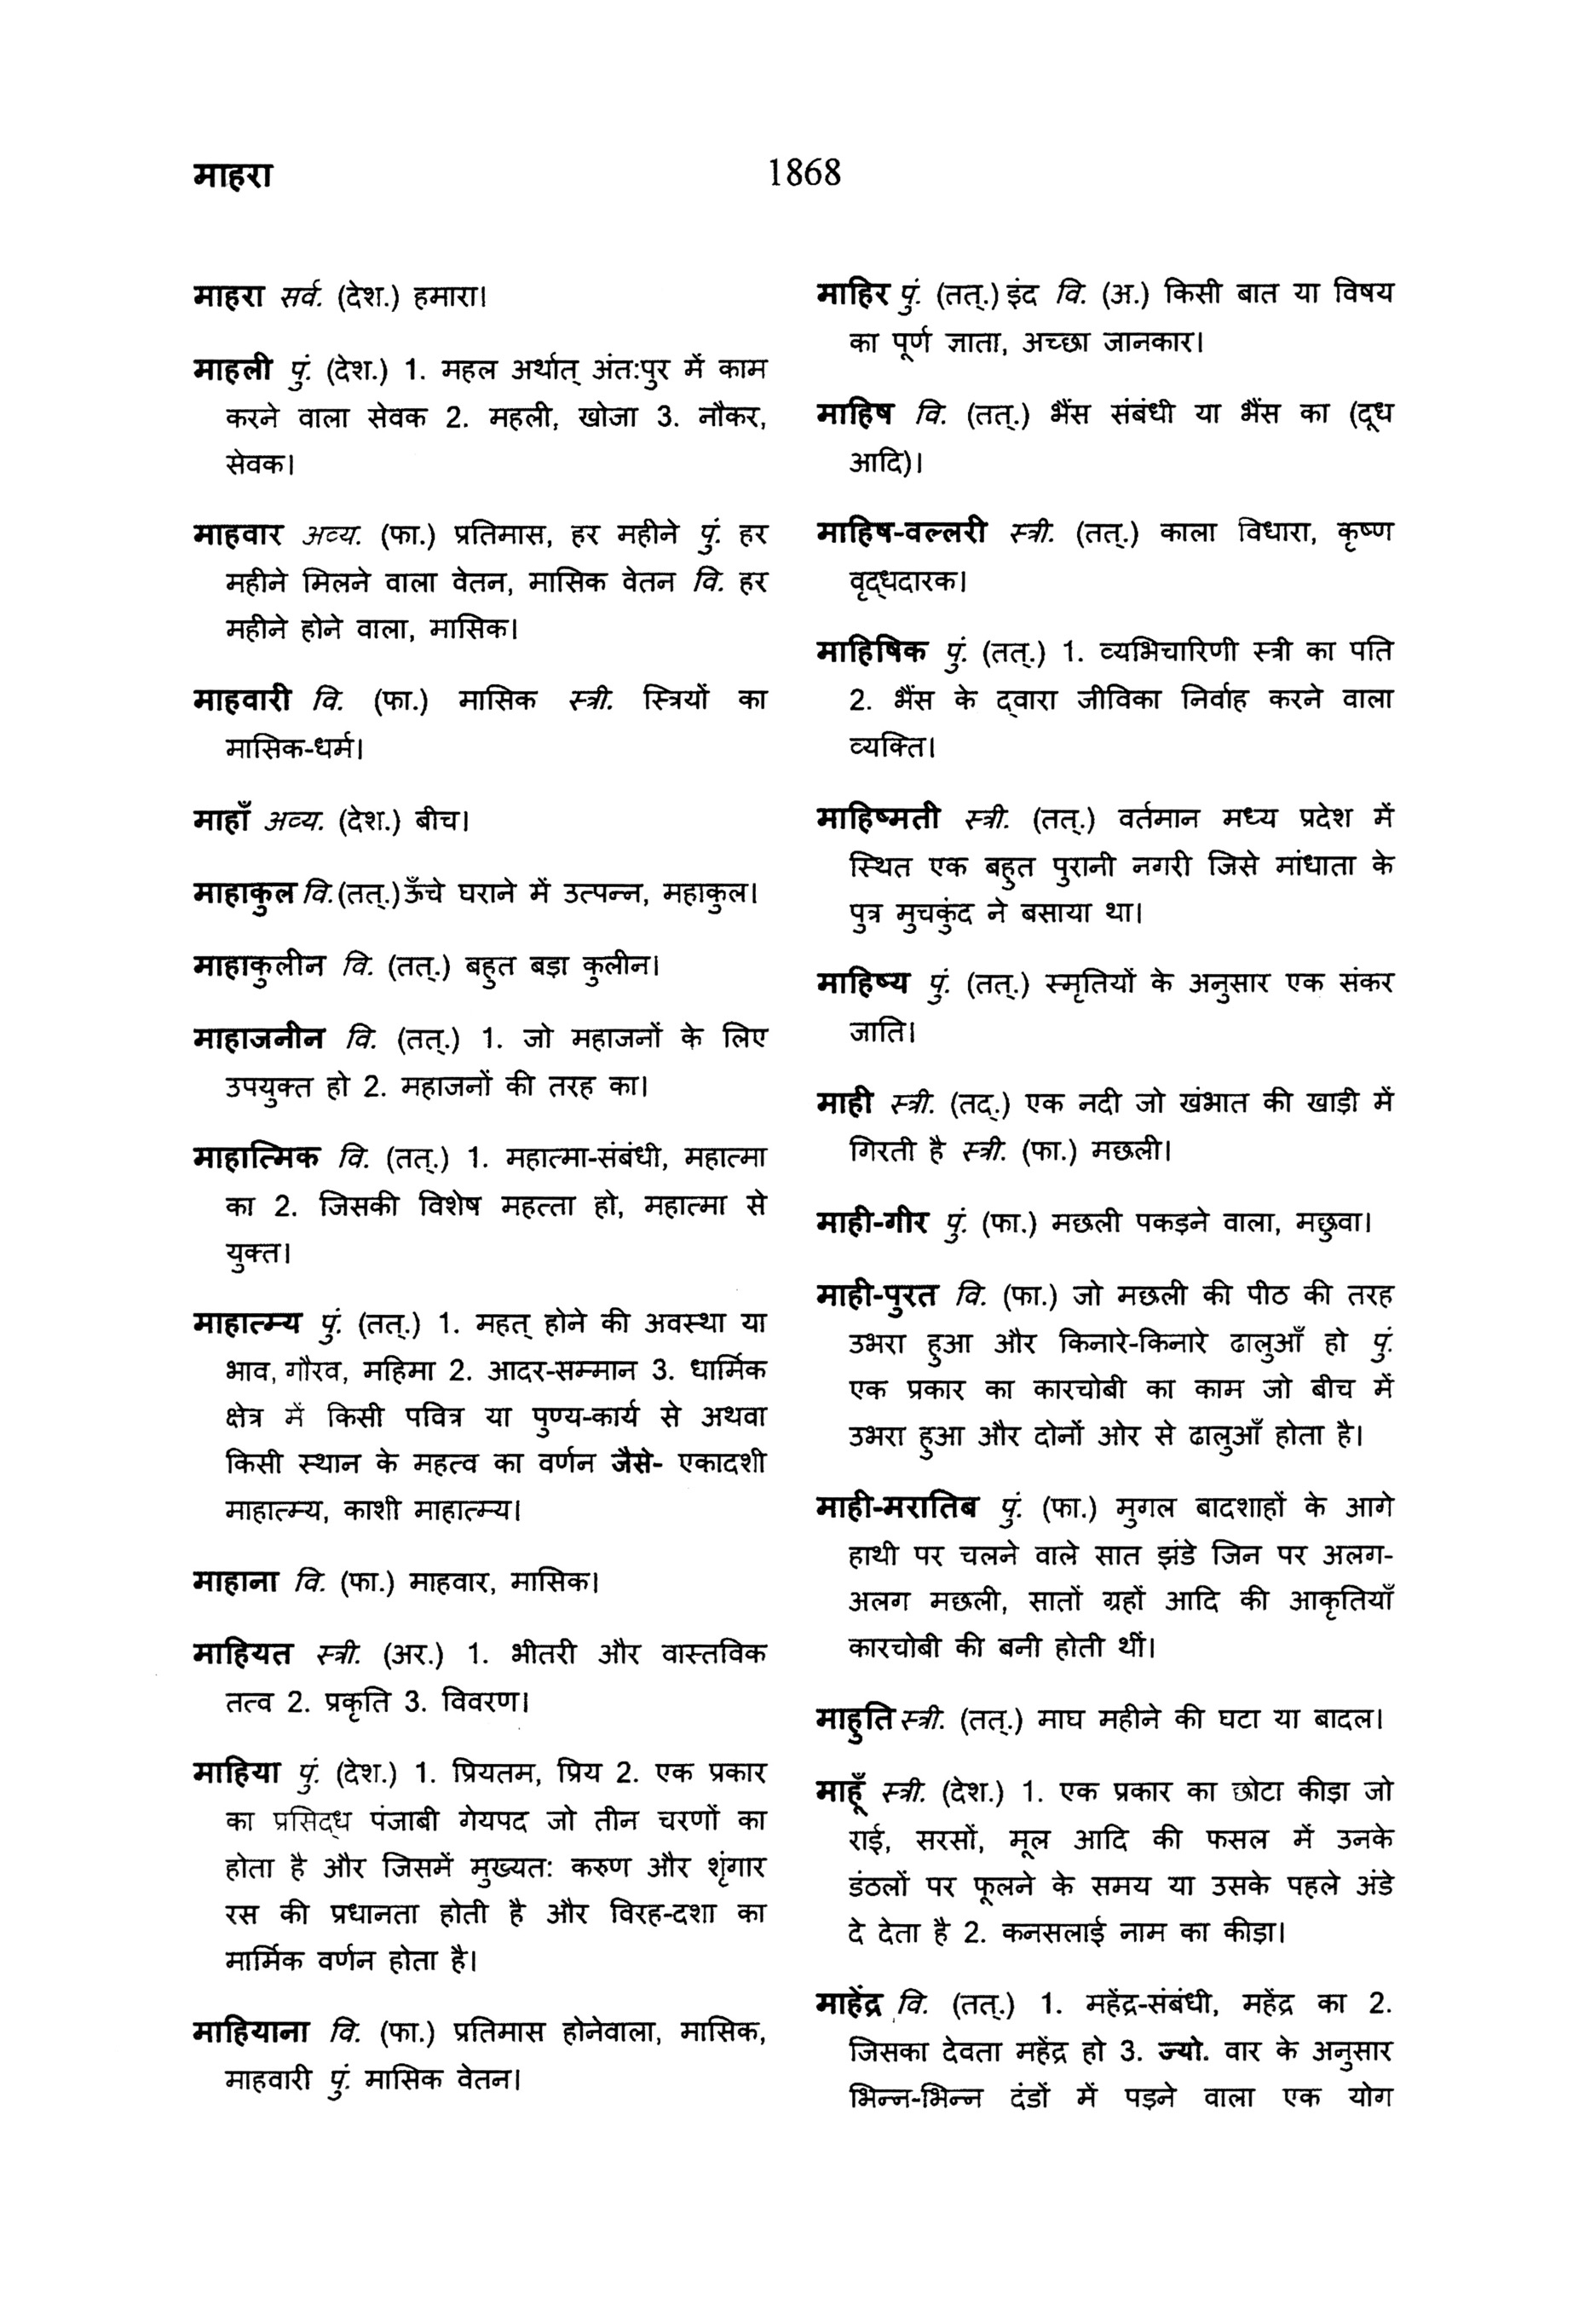 माहरा
1868
माहरा सर्व. (देश.) हमारा।
माहली पुं. (देश.) 1. महल अर्थात् अंत:पुर में काम
करने वाला सेवक 2. महली, खोजा 3. नौकर,
सेवक।
माहवार अव्य. (फा.) प्रतिमास, हर महीने पुं. हर
महीने मिलने वाला वेतन, मासिक वेतन वि. हर
महीने होने वाला, मासिक।
माहवारी वि. (फा.) मासिक स्त्री. स्त्रियों का
मासिक-धर्म।
माहाँ अव्य. (देश.) बीच।
माहाकुल वि. (तत्.) ऊँचे घराने में उत्पन्न, महाकुल।
माहाकुलीन वि. (तत्.) बहुत बड़ा कुलीन।
माहाजनीन वि. (तत्.) 1. जो महाजनों के लिए
उपयुक्त हो 2. महाजनों की तरह का।
माहात्मिक वि. (तत्.) 1. महात्मा-संबंधी, महात्मा
का 2. जिसकी विशेष महत्ता हो, महात्मा से
युक्त।
माहात्म्य पुं. (तत्.) 1. महत् होने की अवस्था या
भाव, गौरव, महिमा 2. आदर-सम्मान 3. धार्मिक
क्षेत्र में किसी पवित्र या पुण्य-कार्य से अथवा
किसी स्थान के महत्व का वर्णन जैसे- एकादशी
माहात्म्य, काशी माहात्म्य।
माहाना वि. (फा.) माहवार, मासिक।
माहियत स्त्री. (अर.) 1. भीतरी और वास्तविक
तत्व 2. प्रकृति 3. विवरण।
माहिया पुं. (देश.) 1. प्रियतम, प्रिय 2. एक प्रकार
का प्रसिद्ध पंजाबी गेयपद जो तीन चरणों का
होता है और जिसमें मुख्यत: करुण और शृंगार
रस की प्रधानता होती है और विरह-दशा का
मार्मिक वर्णन होता है।
माहियाना वि. (फा.) प्रतिमास होनेवाला, मासिक,
माहवारी पुं. मासिक वेतन।
माहिर पुं. (तत्.) इंद वि. (अ.) किसी बात या विषय
का पूर्ण ज्ञाता, अच्छा जानकार।
माहिष वि. (तत्.) भैंस संबंधी या भैंस का (दूध
आदि)।
माहिष-वल्लरी स्त्री. (तत्.) काला विधारा, कृष्ण
वृद्धदारक।
माहिषिक पुं. (तत्.) 1. व्यभिचारिणी स्त्री का पति
2. भैंस के द्वारा जीविका निर्वाह करने वाला
व्यक्ति।
माहिष्मती स्त्री. (तत्.) वर्तमान मध्य प्रदेश में
स्थित एक बहुत पुरानी नगरी जिसे मांधाता के
पुत्र मुचकुंद ने बसाया था।
माहिष्य पुं. (तत्.) स्मृतियों के अनुसार एक संकर
जाति।
माही स्त्री. (तद्.) एक नदी जो खंभात की खाड़ी में
गिरती है स्त्री. (फा.) मछली।
माही-गीर पुं. (फा.) मछली पकड़ने वाला, मछुवा।
माही-पुरत वि. (फा.) जो मछली की पीठ की तरह
उभरा हुआ और किनारे-किनारे ढालुआँ हो पुं.
एक प्रकार का कारचोबी का काम जो बीच में
उभरा हुआ और दोनों ओर से ढालुआँ होता है।
माही-मरातिब पुं. (फा.) मुगल बादशाहों के आगे
हाथी पर चलने वाले सात झंडे जिन पर अलग-
अलग मछली, सातों ग्रहों आदि की आकृतियाँ
कारचोबी की बनी होती थीं।
माहुति स्त्री. (तत्.) माघ महीने की घटा या बादल।
माहूँ स्त्री. (देश.) 1. एक प्रकार का छोटा कीड़ा जो
राई, सरसों, मूल आदि की फसल में उनके
डंठलों पर फूलने के समय या उसके पहले अंडे
दे देता है 2. कनसलाई नाम का कीड़ा।
माहेंद्र वि. (तत्.) 1. महेंद्र-संबंधी, महेंद्र का 2.
जिसका देवता महेंद्र हो 3. ज्यो. वार के अनुसार
भिन्न-भिन्न दंडों में पड़ने वाला एक योग